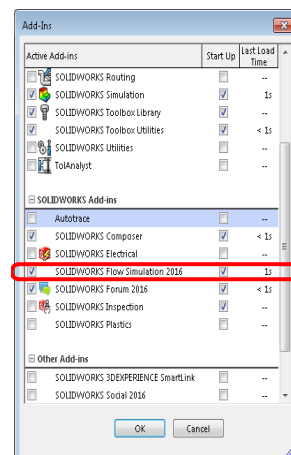 Add-Ins
Active Add-ins Start Up Last Load Time
SOLIDWORKS Routing --
SOLIDWORKS Simulation 1s
SOLIDWORKS Toolbox Library --
SOLIDWORKS Toolbox Utilities < 1s
SOLIDWORKS Utilities --
TolAnalyst --
SOLIDWORKS Add-ins
Autotrace --
SOLIDWORKS Composer < 1s
SOLIDWORKS Electrical --
SOLIDWORKS Flow Simulation 2016 1s
SOLIDWORKS Forum 2016 < 1s
SOLIDWORKS Inspection --
SOLIDWORKS Plastics --
Other Add-ins
SOLIDWORKS 3DEXPERIENCE SmartLink --
SOLIDWORKS Social 2016 --
OK Cancel